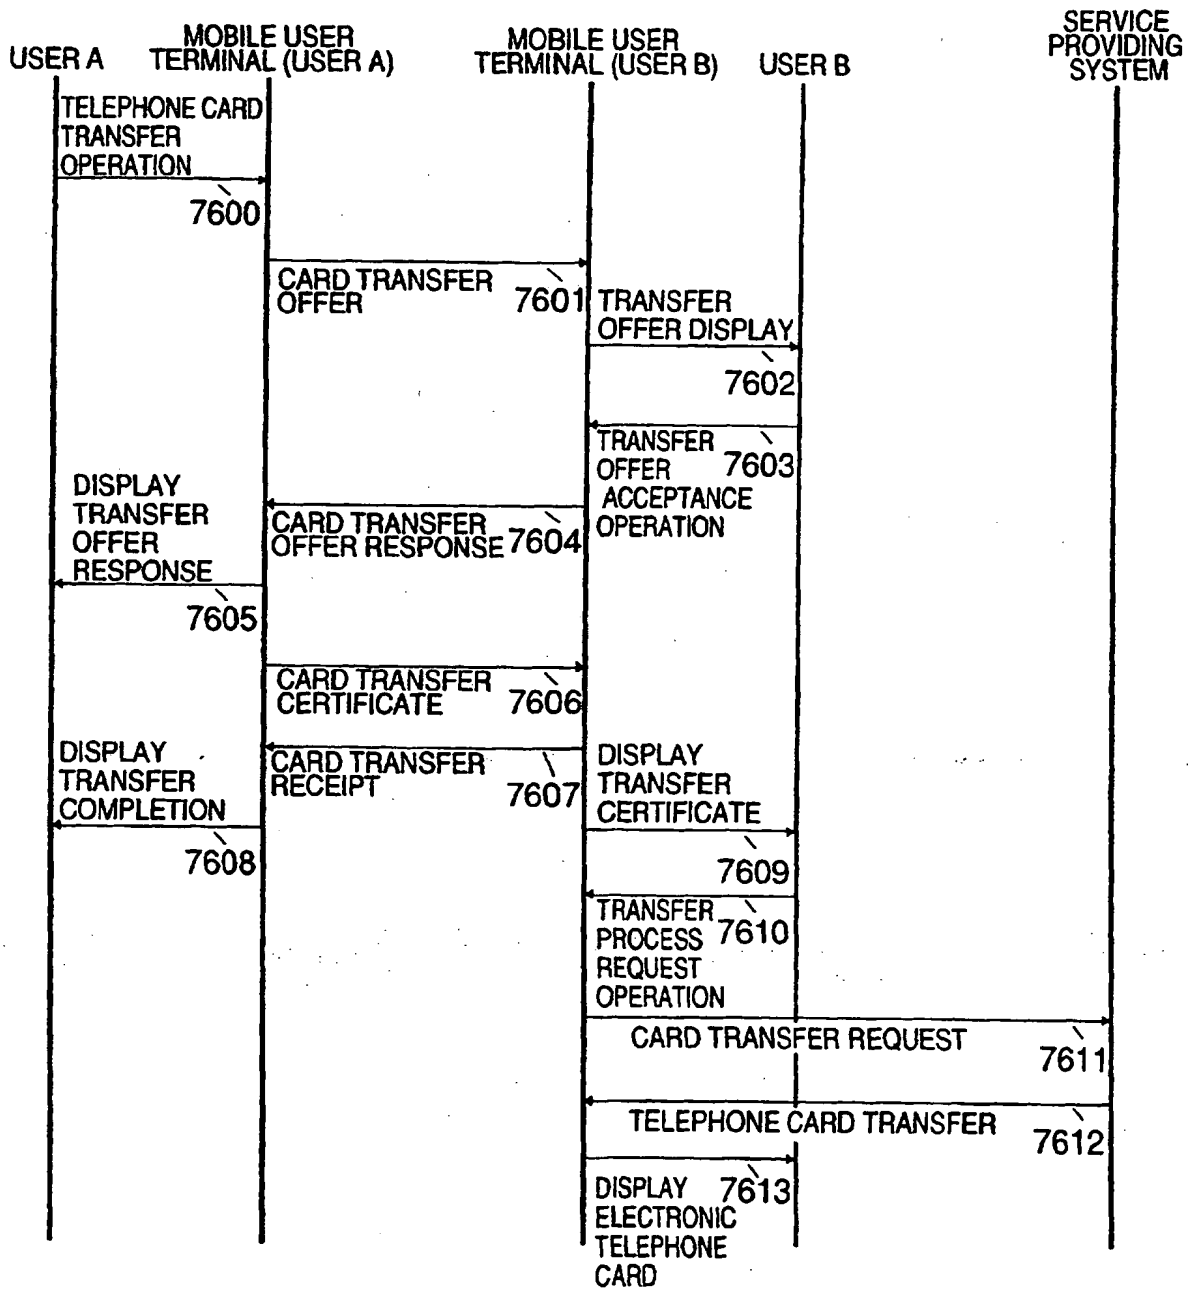 USER A
MOBILE USER
TERMINAL (USER A)
MOBILE USER
TERMINAL (USER B)
USER B
SERVICE
PROVIDING
SYSTEM
TELEPHONE CARD
TRANSFER
OPERATION
7600
CARD TRANSFER
OFFER
7601
TRANSFER
OFFER DISPLAY
7602
TRANSFER
OFFER
ACCEPTANCE
OPERATION
7603
CARD TRANSFER
OFFER RESPONSE
7604
DISPLAY
TRANSFER
OFFER
RESPONSE
7605
CARD TRANSFER
CERTIFICATE
7606
CARD TRANSFER
RECEIPT
7607
DISPLAY
TRANSFER
COMPLETION
7608
DISPLAY
TRANSFER
CERTIFICATE
7609
TRANSFER
PROCESS
REQUEST
OPERATION
7610
CARD TRANSFER REQUEST
7611
TELEPHONE CARD TRANSFER
7612
DISPLAY
ELECTRONIC
TELEPHONE
CARD
7613